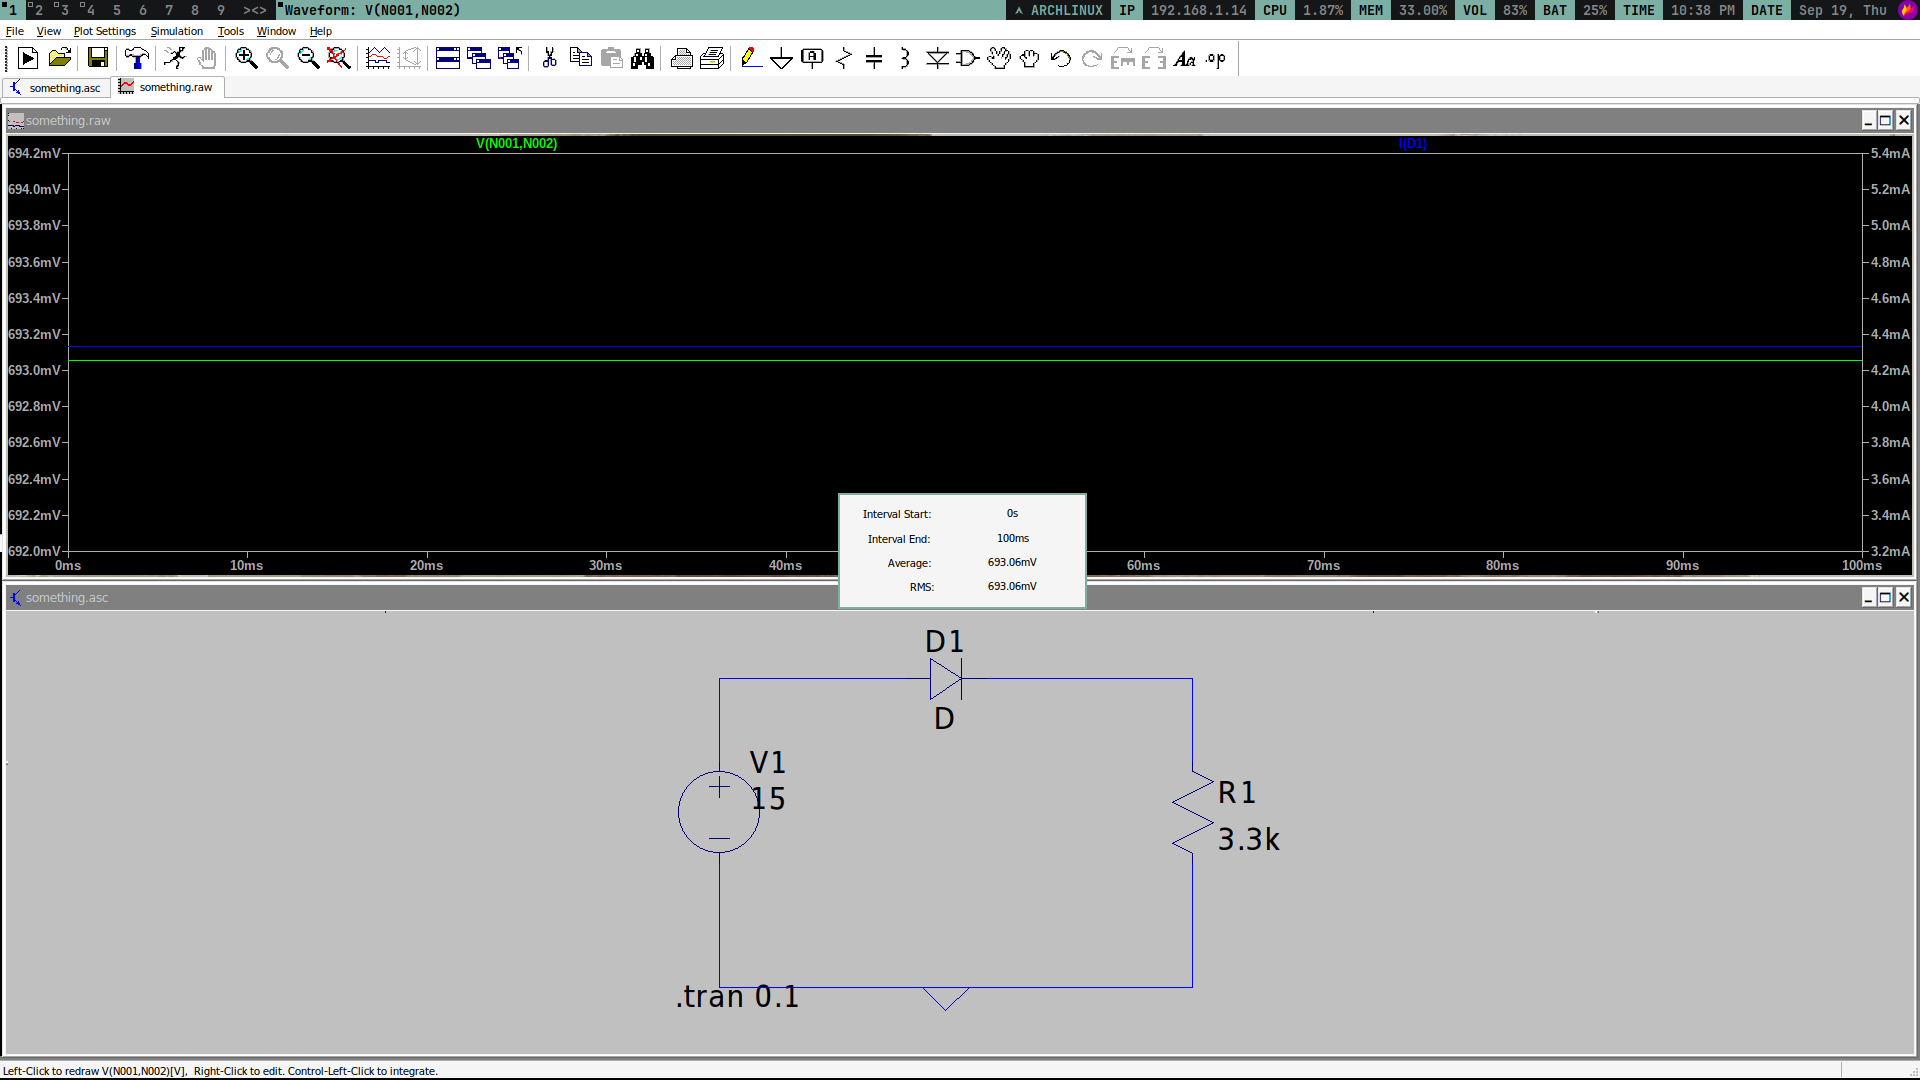 1 2 3 4 5 6 7 8 9 ><> Waveform: V(N001,N002) ARCHLINUX IP 192.168.1.14 CPU 1.87% MEM 33.00% VOL 83% BAT 25% TIME 10:38 PM DATE Sep 19, Thu
File View Plot Settings Simulation Tools Window Help
A Aa .op
something.asc something.raw
something.raw
V(N001,N002) I(D1)
694.2mV 5.4mA
694.0mV 5.2mA
693.8mV 5.0mA
693.6mV 4.8mA
693.4mV 4.6mA
693.2mV 4.4mA
693.0mV 4.2mA
692.8mV 4.0mA
692.6mV 3.8mA
692.4mV 3.6mA
692.2mV 3.4mA
692.0mV 3.2mA
0ms 10ms 20ms 30ms 40ms 60ms 70ms 80ms 90ms 100ms
Interval Start: 0s
Interval End: 100ms
Average: 693.06mV
RMS: 693.06mV
something.asc
D1
D
V1
15
R1
3.3k
.tran 0.1
Left-Click to redraw V(N001,N002)[V], Right-Click to edit. Control-Left-Click to integrate.